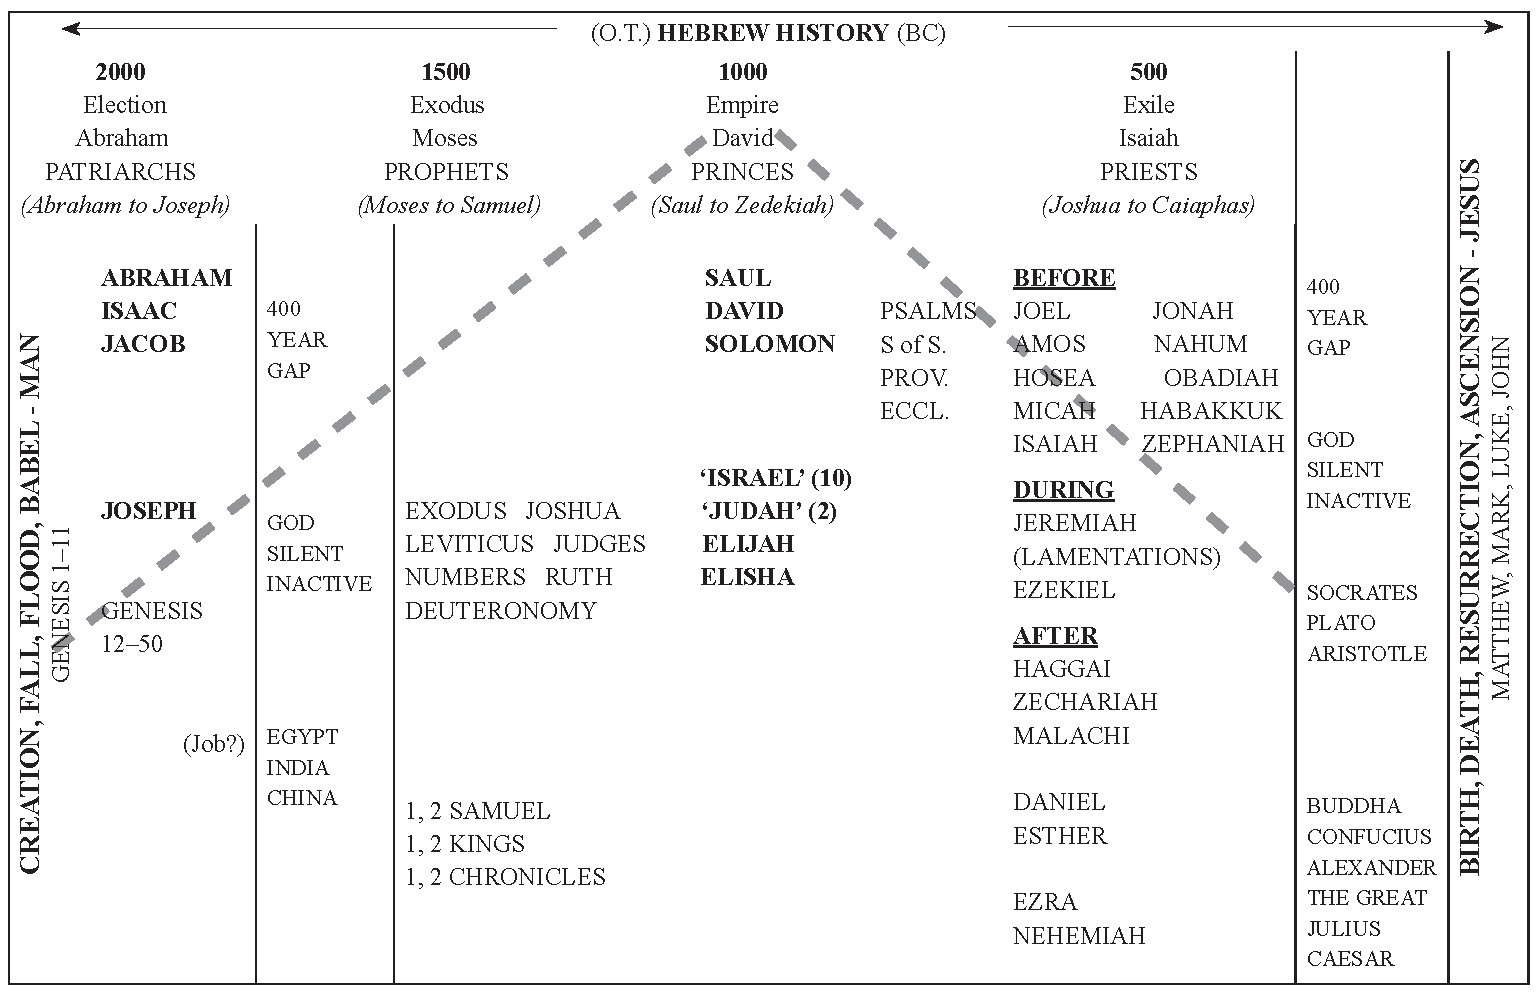 (O.T.) HEBREW HISTORY (BC)
2000
Election
Abraham
PATRIARCHS
(Abraham to Joseph)
1500
Exodus
Moses
PROPHETS
(Moses to Samuel)
1000
Empire
David
PRINCES
(Saul to Zedekiah)
500
Exile
Isaiah
PRIESTS
(Joshua to Caiaphas)
CREATION, FALL, FLOOD, BABEL - MAN
GENESIS 1–11
ABRAHAM
ISAAC
JACOB
JOSEPH
GENESIS
12–50
(Job?)
400
YEAR
GAP
GOD
SILENT
INACTIVE
EGYPT
INDIA
CHINA
EXODUS JOSHUA
LEVITICUS JUDGES
NUMBERS RUTH
DEUTERONOMY
1, 2 SAMUEL
1, 2 KINGS
1, 2 CHRONICLES
SAUL
DAVID
SOLOMON
‘ISRAEL’ (10)
‘JUDAH’ (2)
ELIJAH
ELISHA
PSALMS
S of S.
PROV.
ECCL.
BEFORE
JOEL JONAH
AMOS NAHUM
HOSEA OBADIAH
MICAH HABAKKUK
ISAIAH ZEPHANIAH
DURING
JEREMIAH
(LAMENTATIONS)
EZEKIEL
AFTER
HAGGAI
ZECHARIAH
MALACHI
DANIEL
ESTHER
EZRA
NEHEMIAH
400
YEAR
GAP
GOD
SILENT
INACTIVE
SOCRATES
PLATO
ARISTOTLE
BUDDHA
CONFUCIUS
ALEXANDER
THE GREAT
JULIUS
CAESAR
BIRTH, DEATH, RESURRECTION, ASCENSION - JESUS
MATTHEW, MARK, LUKE, JOHN